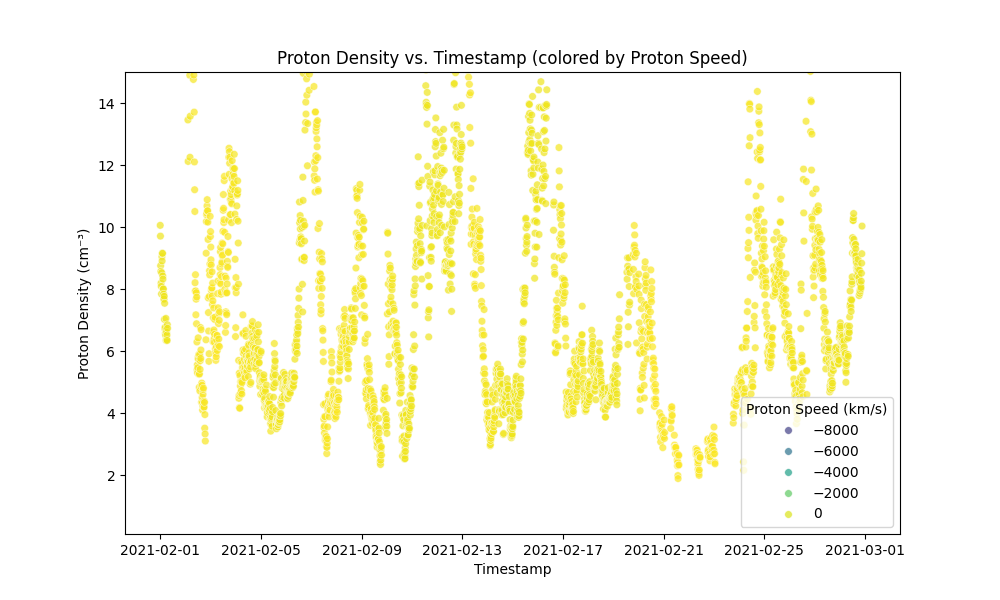 Proton Density vs. Timestamp (colored by Proton Speed)
Proton Density (cm⁻³)
14
12
10
8
6
4
2
Proton Speed (km/s)
−8000
−6000
−4000
−2000
0
2021-02-01 2021-02-05 2021-02-09 2021-02-13 2021-02-17 2021-02-21 2021-02-25 2021-03-01
Timestamp